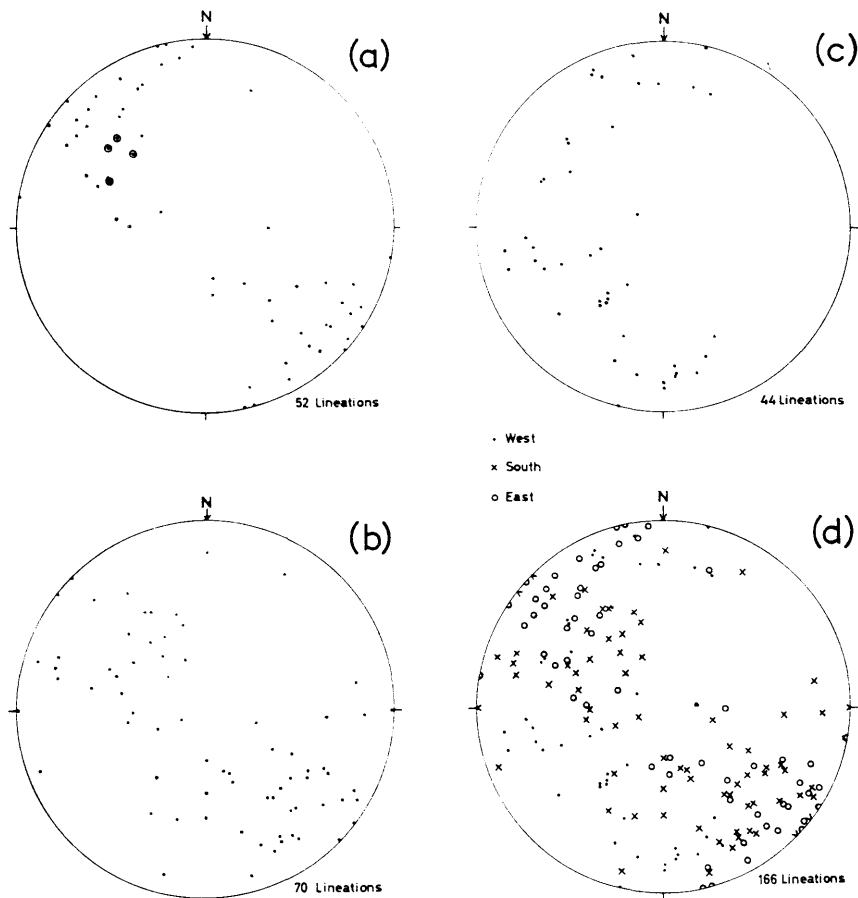 N
(a)
52 Lineations
N
(c)
44 Lineations
. West
x South
o East
N
(b)
70 Lineations
N
(d)
166 Lineations